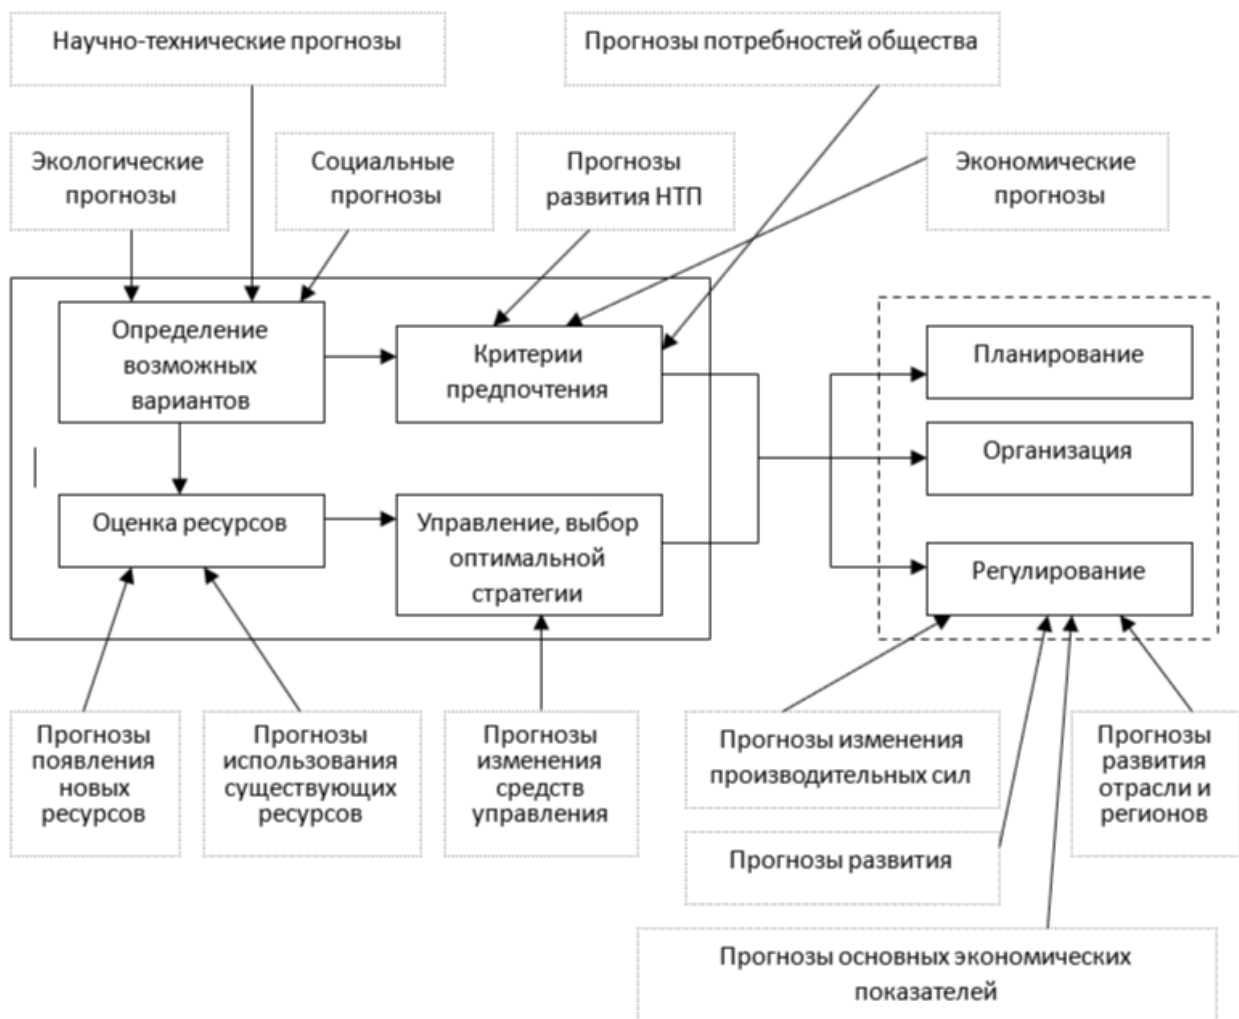 Научно-технические прогнозы
Прогнозы потребностей общества
Экологические
прогнозы
Социальные
прогнозы
Прогнозы
развития НТП
Экономические
прогнозы
Определение
возможных
вариантов
Критерии
предпочтения
Планирование
Организация
Оценка ресурсов
Управление, выбор
оптимальной
стратегии
Регулирование
Прогнозы
появления
новых
ресурсов
Прогнозы
использования
существующих
ресурсов
Прогнозы
изменения
средств
управления
Прогнозы изменения
производительных сил
Прогнозы
развития
отрасли и
регионов
Прогнозы развития
Прогнозы основных экономических
показателей